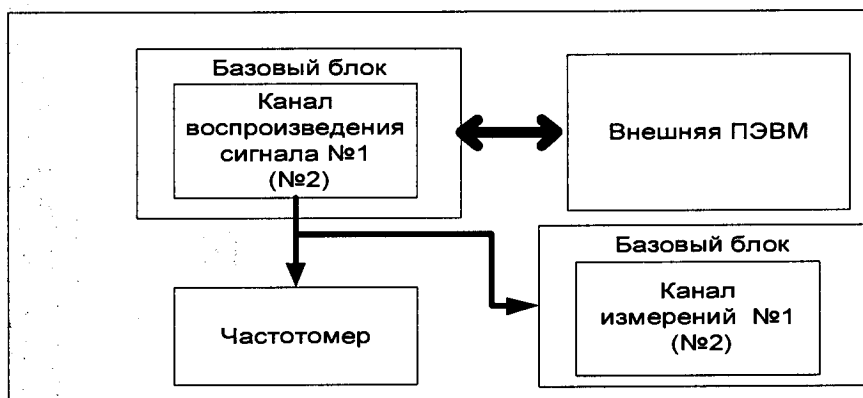 Базовый блок
Канал
воспроизведения
сигнала №1
(№2)
Внешняя ПЭВМ
Частотомер
Базовый блок
Канал
измерений №1
(№2)